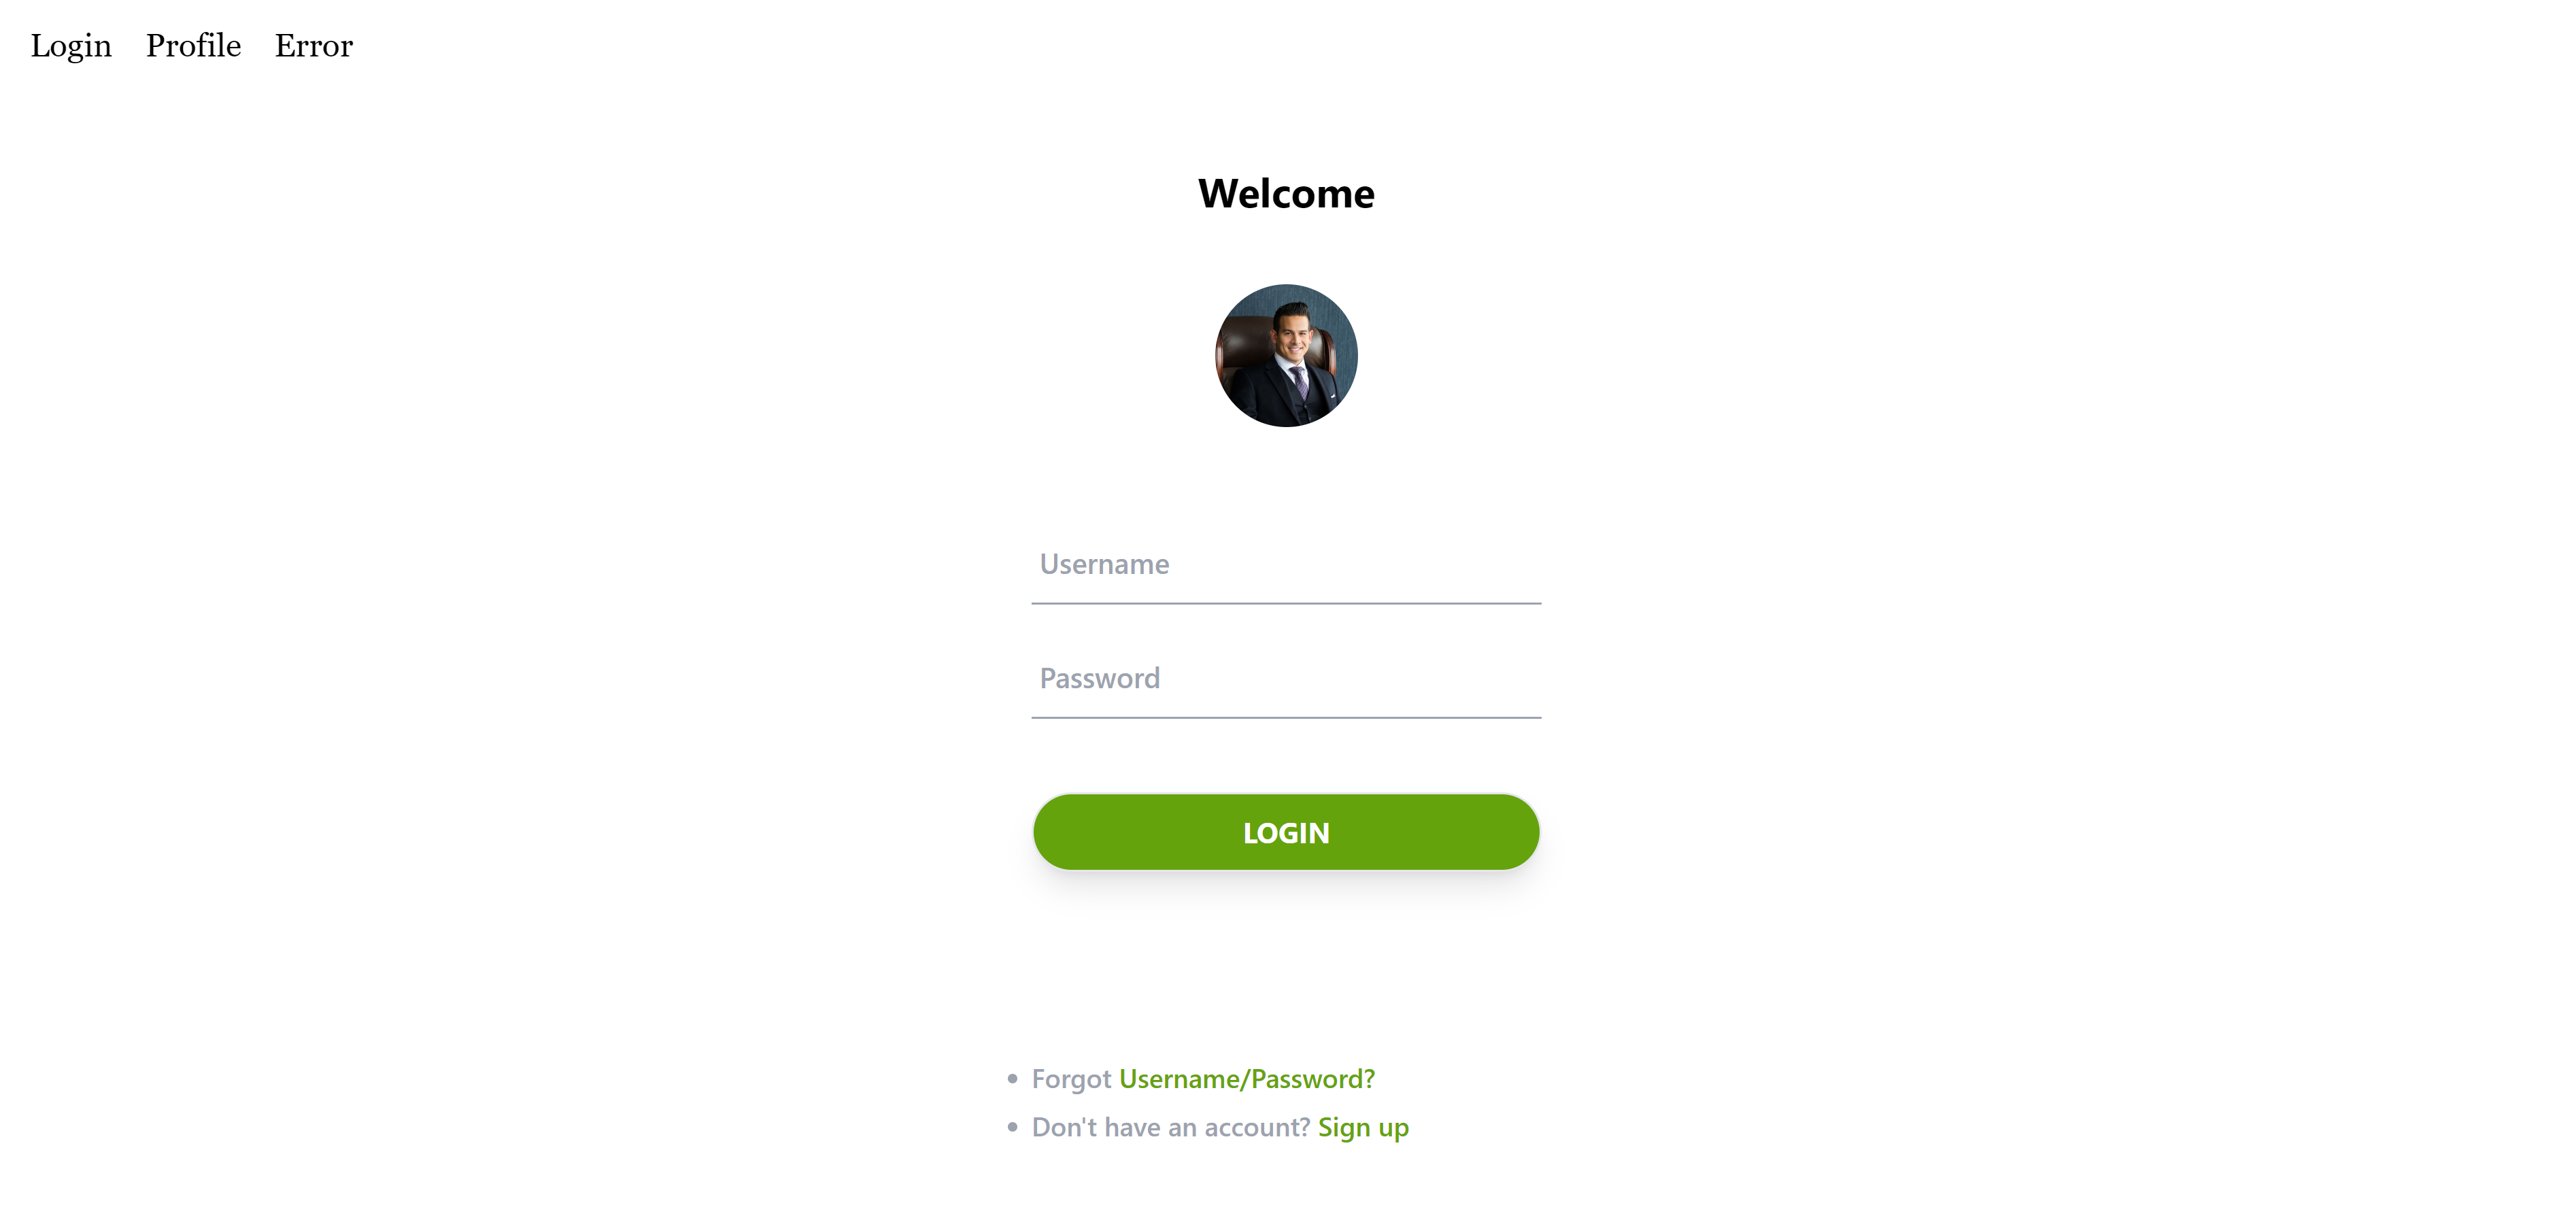 Login Profile Error
Welcome
Username
Password
LOGIN
Forgot Username/Password?
Don't have an account? Sign up